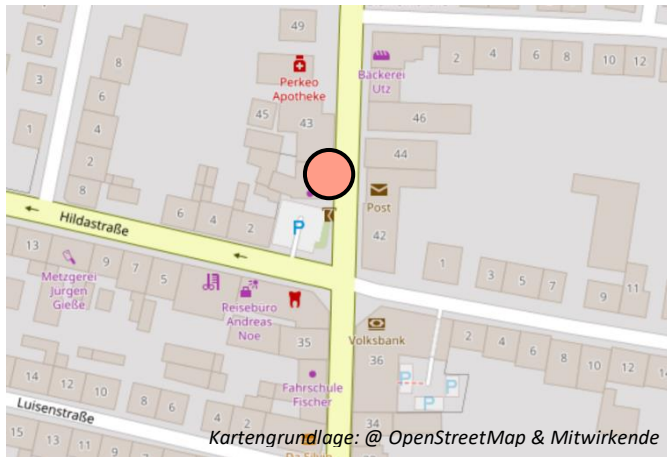 49
5
8
Perkeo
Apotheke
Bäckerei
Utz
2
4
6
8
10
12
3
6
45
43
46
1
4
2
44
8
6
4
2
P
Post
42
Hildastraße
13
9
7
5
Metzgerei
Jürgen
Gieße
Reisebüro
Andreas
Noe
1
3
5
7
9
11
35
Volksbank
36
2
4
6
8
10
12
14
P
P
P
14
12
10
8
6
4
2
Fahrschule
Fischer
Luisenstraße
34
15
13
11
Kartengrundlage: @ OpenStreetMap & Mitwirkende